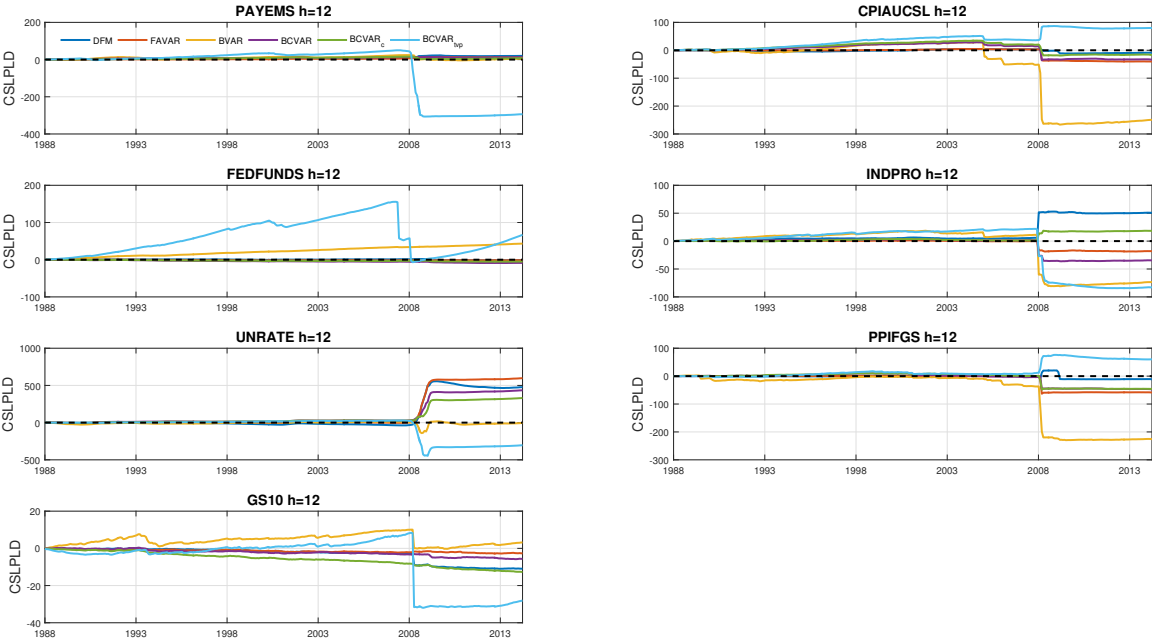 PAYEMS h=12
CSLPLD
200
0
-200
-400
DFM FAVAR BVAR BCVAR BCVAR_c BCVAR_tvp
1988 1993 1998 2003 2008 2013
CPIAUCSL h=12
CSLPLD
100
0
-100
-200
-300
1988 1993 1998 2003 2008 2013
FEDFUNDS h=12
CSLPLD
200
100
0
-100
1988 1993 1998 2003 2008 2013
INDPRO h=12
CSLPLD
100
50
0
-50
-100
1988 1993 1998 2003 2008 2013
UNRATE h=12
CSLPLD
1000
500
0
-500
1988 1993 1998 2003 2008 2013
PPIFGS h=12
CSLPLD
100
0
-100
-200
-300
1988 1993 1998 2003 2008 2013
GS10 h=12
CSLPLD
20
0
-20
-40
1988 1993 1998 2003 2008 2013